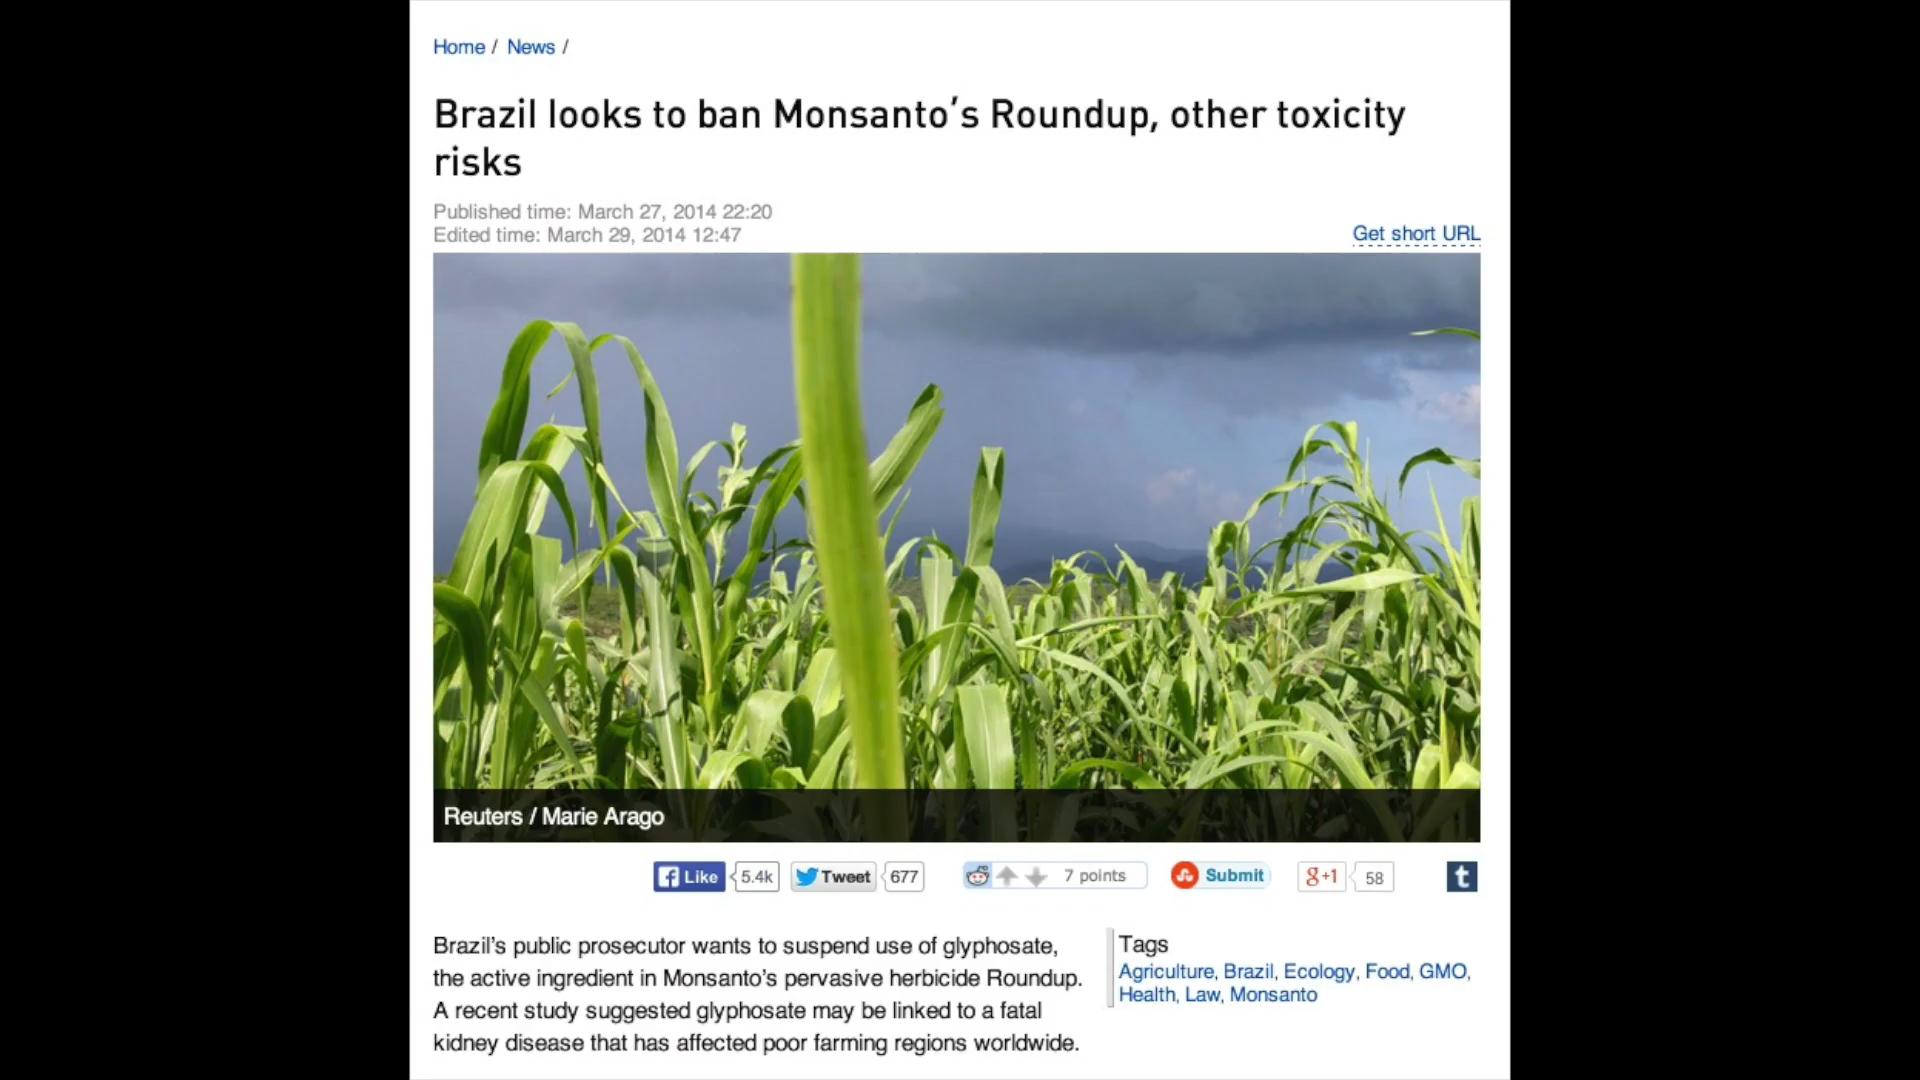 Home / News /
Brazil looks to ban Monsanto's Roundup, other toxicity
risks
Published time: March 27, 2014 22:20
Edited time: March 29, 2014 12:47
Get short URL
Reuters / Marie Arago
Like 5.4k Tweet 677 7 points Submit g+1 58 t
Brazil's public prosecutor wants to suspend use of glyphosate,
the active ingredient in Monsanto's pervasive herbicide Roundup.
A recent study suggested glyphosate may be linked to a fatal
kidney disease that has affected poor farming regions worldwide.
Tags
Agriculture, Brazil, Ecology, Food, GMO,
Health, Law, Monsanto